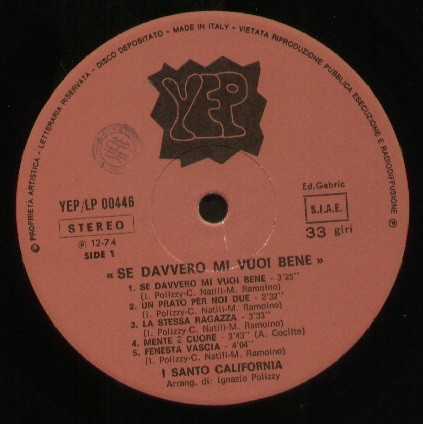 © PROPRIETA ARTISTICA - LETTERARIA RISERVATA - DISCO DEPOSITATO - MADE IN ITALY - VIETATA RIPRODUZIONE PUBBLICA ESECUZIONE E RADIODIFFUSIONE ©
YEP
YEP/LP 00446
STEREO
℗ 12-74
SIDE 1
Ed. Gabric
S.I.A.E.
33 giri
« SE DAVVERO MI VUOI BENE »
1. SE DAVVERO MI VUOI BENE - 3'25"
(I. Polizzy-C. Natili-M. Ramoino)
2. UN PRATO PER NOI DUE - 2'32"
(I. Polizzy-C. Natili-M. Ramoino)
3. LA STESSA RAGAZZA - 3'33"
(I. Polizzy-C. Natili-M. Ramoino)
4. MENTE E CUORE - 3'43" (A. Coclite)
5. FENESTA VASCIA - 4'04"
(I. Polizzy-C. Natili-M. Ramoino)
I SANTO CALIFORNIA
Arrang. di: Ignazio Polizzy